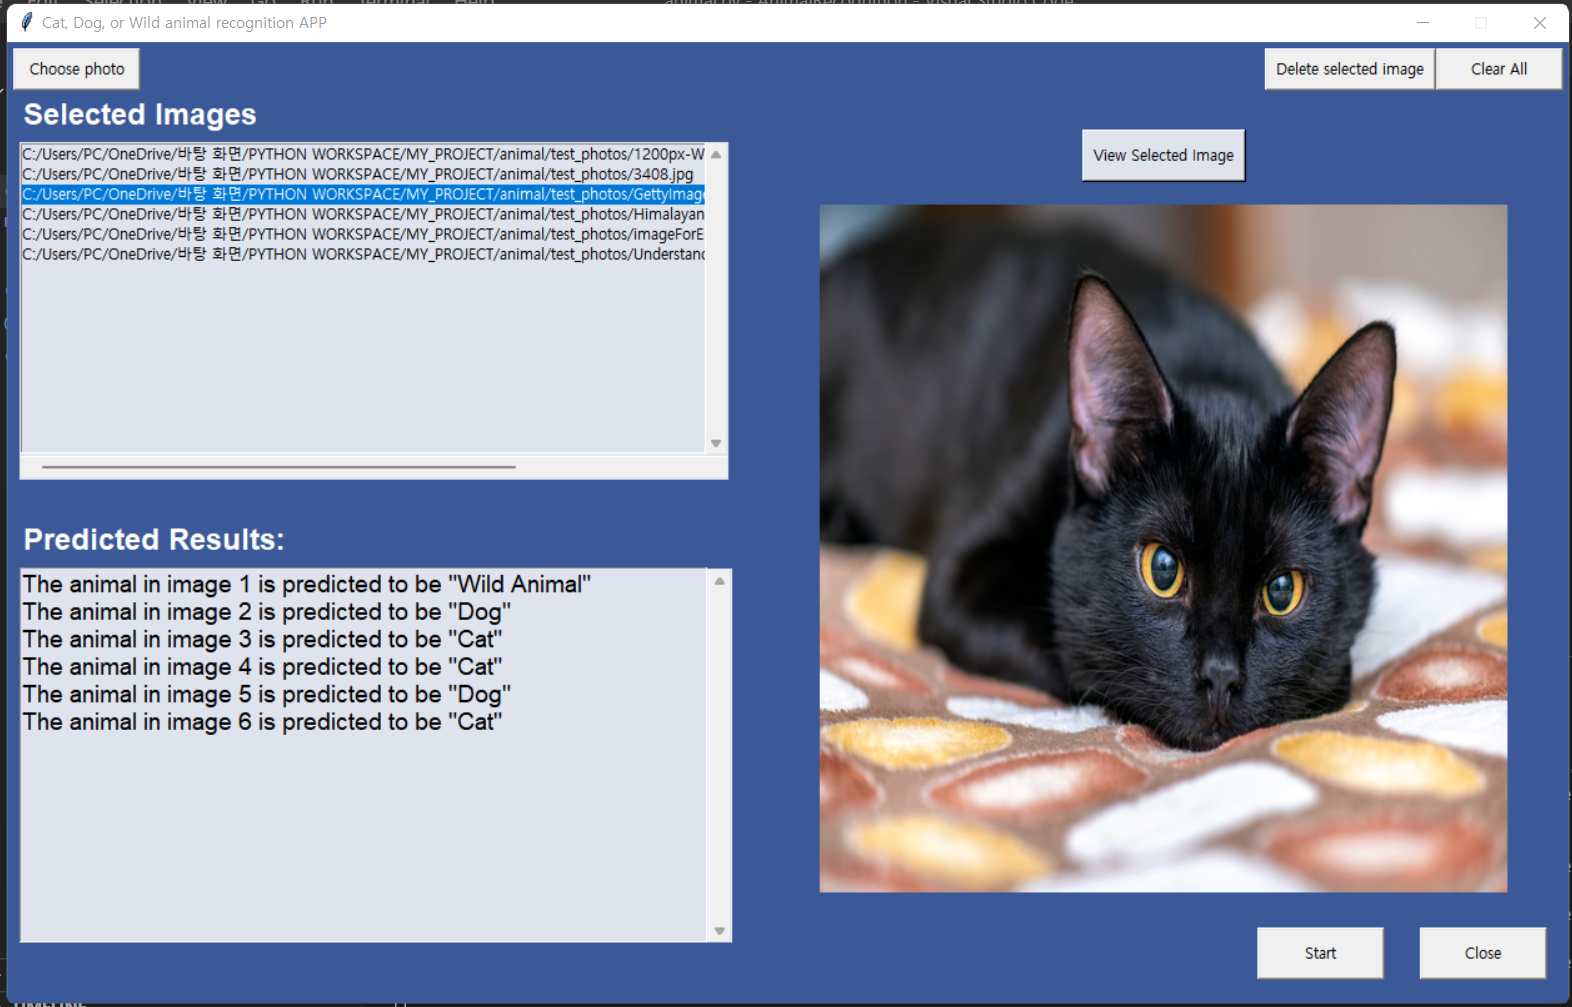 Cat, Dog, or Wild animal recognition APP
Choose photo
Delete selected image
Clear All
Selected Images
View Selected Image
C:/Users/PC/OneDrive/바탕 화면/PYTHON WORKSPACE/MY_PROJECT/animal/test_photos/1200px-W
C:/Users/PC/OneDrive/바탕 화면/PYTHON WORKSPACE/MY_PROJECT/animal/test_photos/3408.jpg
C:/Users/PC/OneDrive/바탕 화면/PYTHON WORKSPACE/MY_PROJECT/animal/test_photos/GettyImage
C:/Users/PC/OneDrive/바탕 화면/PYTHON WORKSPACE/MY_PROJECT/animal/test_photos/Himalayan
C:/Users/PC/OneDrive/바탕 화면/PYTHON WORKSPACE/MY_PROJECT/animal/test_photos/imageForE
C:/Users/PC/OneDrive/바탕 화면/PYTHON WORKSPACE/MY_PROJECT/animal/test_photos/Understand
Predicted Results:
The animal in image 1 is predicted to be "Wild Animal"
The animal in image 2 is predicted to be "Dog"
The animal in image 3 is predicted to be "Cat"
The animal in image 4 is predicted to be "Cat"
The animal in image 5 is predicted to be "Dog"
The animal in image 6 is predicted to be "Cat"
Start
Close